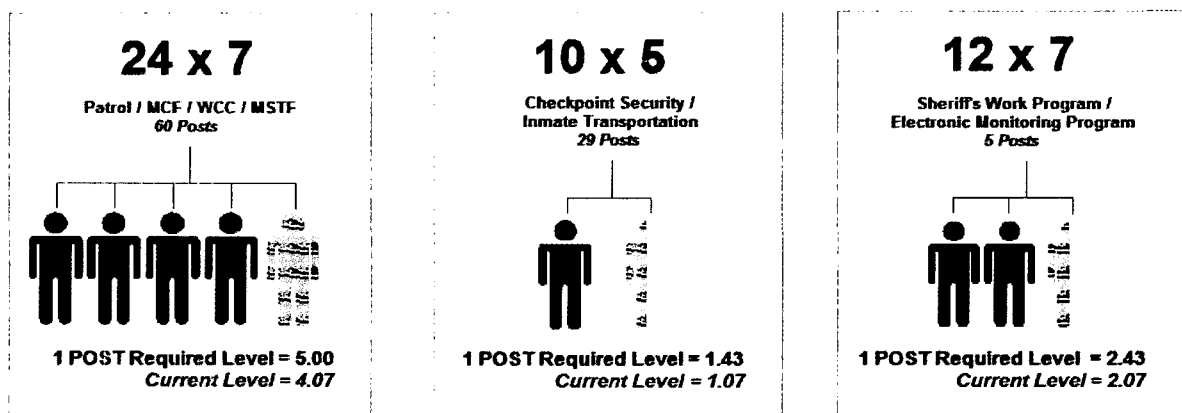 24 x 7
Patrol / MCF / WCC / MSTF
60 Posts
1 POST Required Level = 5.00
Current Level = 4.07
10 x 5
Checkpoint Security /
Inmate Transportation
29 Posts
1 POST Required Level = 1.43
Current Level = 1.07
12 x 7
Sheriff's Work Program /
Electronic Monitoring Program
5 Posts
1 POST Required Level = 2.43
Current Level = 2.07